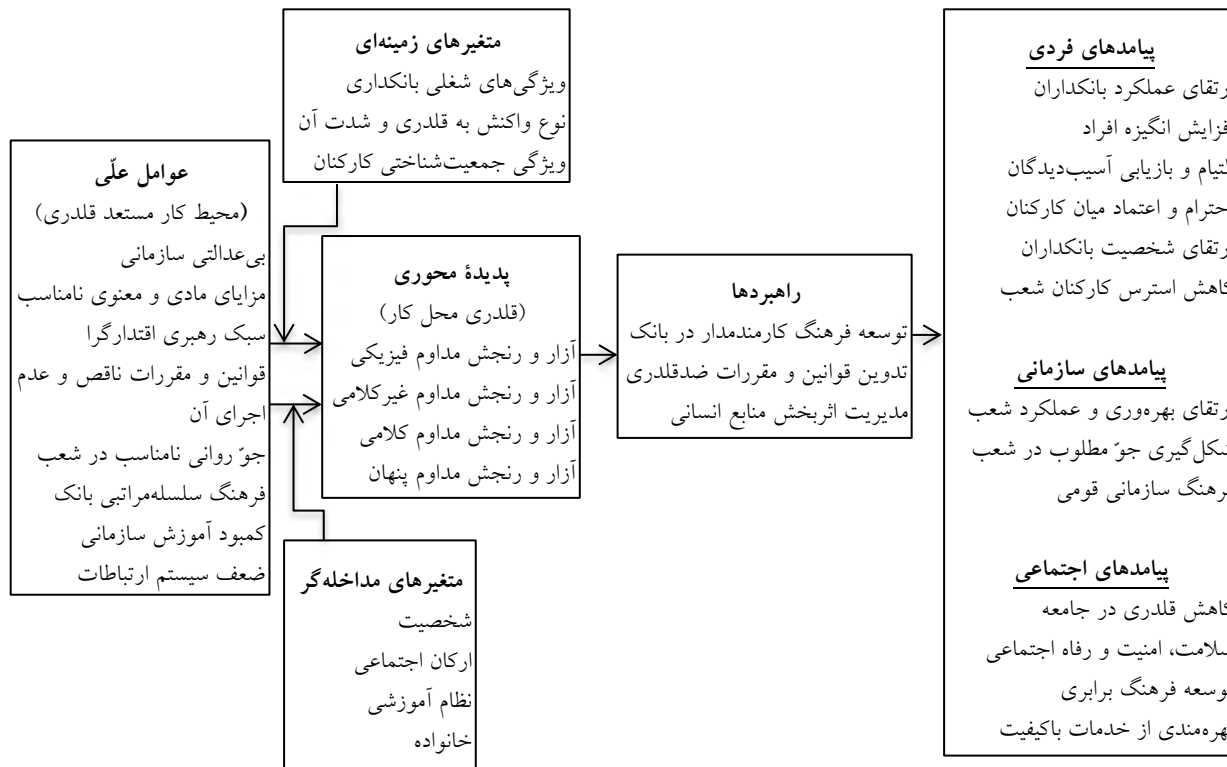 متغیرهای زمینه‌ای
ویژگی‌های شغلی بانکداری
نوع واکنش به قلدری و شدت آن
ویژگی جمعیت‌شناختی کارکنان
عوامل علّی
(محیط کار مستعد قلدری)
بی‌عدالتی سازمانی
مزایای مادی و معنوی نامناسب
سبک رهبری اقتدارگرا
قوانین و مقررات ناقص و عدم
اجرای آن
جوّ روانی نامناسب در شعب
فرهنگ سلسله‌مراتبی بانک
کمبود آموزش سازمانی
ضعف سیستم ارتباطات
پدیدۀ محوری
(قلدری محل کار)
آزار و رنجش مداوم فیزیکی
آزار و رنجش مداوم غیرکلامی
آزار و رنجش مداوم کلامی
آزار و رنجش مداوم پنهان
متغیرهای مداخله‌گر
شخصیت
ارکان اجتماعی
نظام آموزشی
خانواده
راهبردها
توسعه فرهنگ کارمندمدار در بانک
تدوین قوانین و مقررات ضدقلدری
مدیریت اثربخش منابع انسانی
پیامدهای فردی
رتقای عملکرد بانکداران
فزایش انگیزه افراد
لتیام و بازیابی آسیب‌دیدگان
حترام و اعتماد میان کارکنان
رتقای شخصیت بانکداران
کاهش استرس کارکنان شعب
پیامدهای سازمانی
رتقای بهره‌وری و عملکرد شعب
شکل‌گیری جوّ مطلوب در شعب
فرهنگ سازمانی قومی
پیامدهای اجتماعی
کاهش قلدری در جامعه
سلامت، امنیت و رفاه اجتماعی
توسعه فرهنگ برابری
بهره‌مندی از خدمات باکیفیت